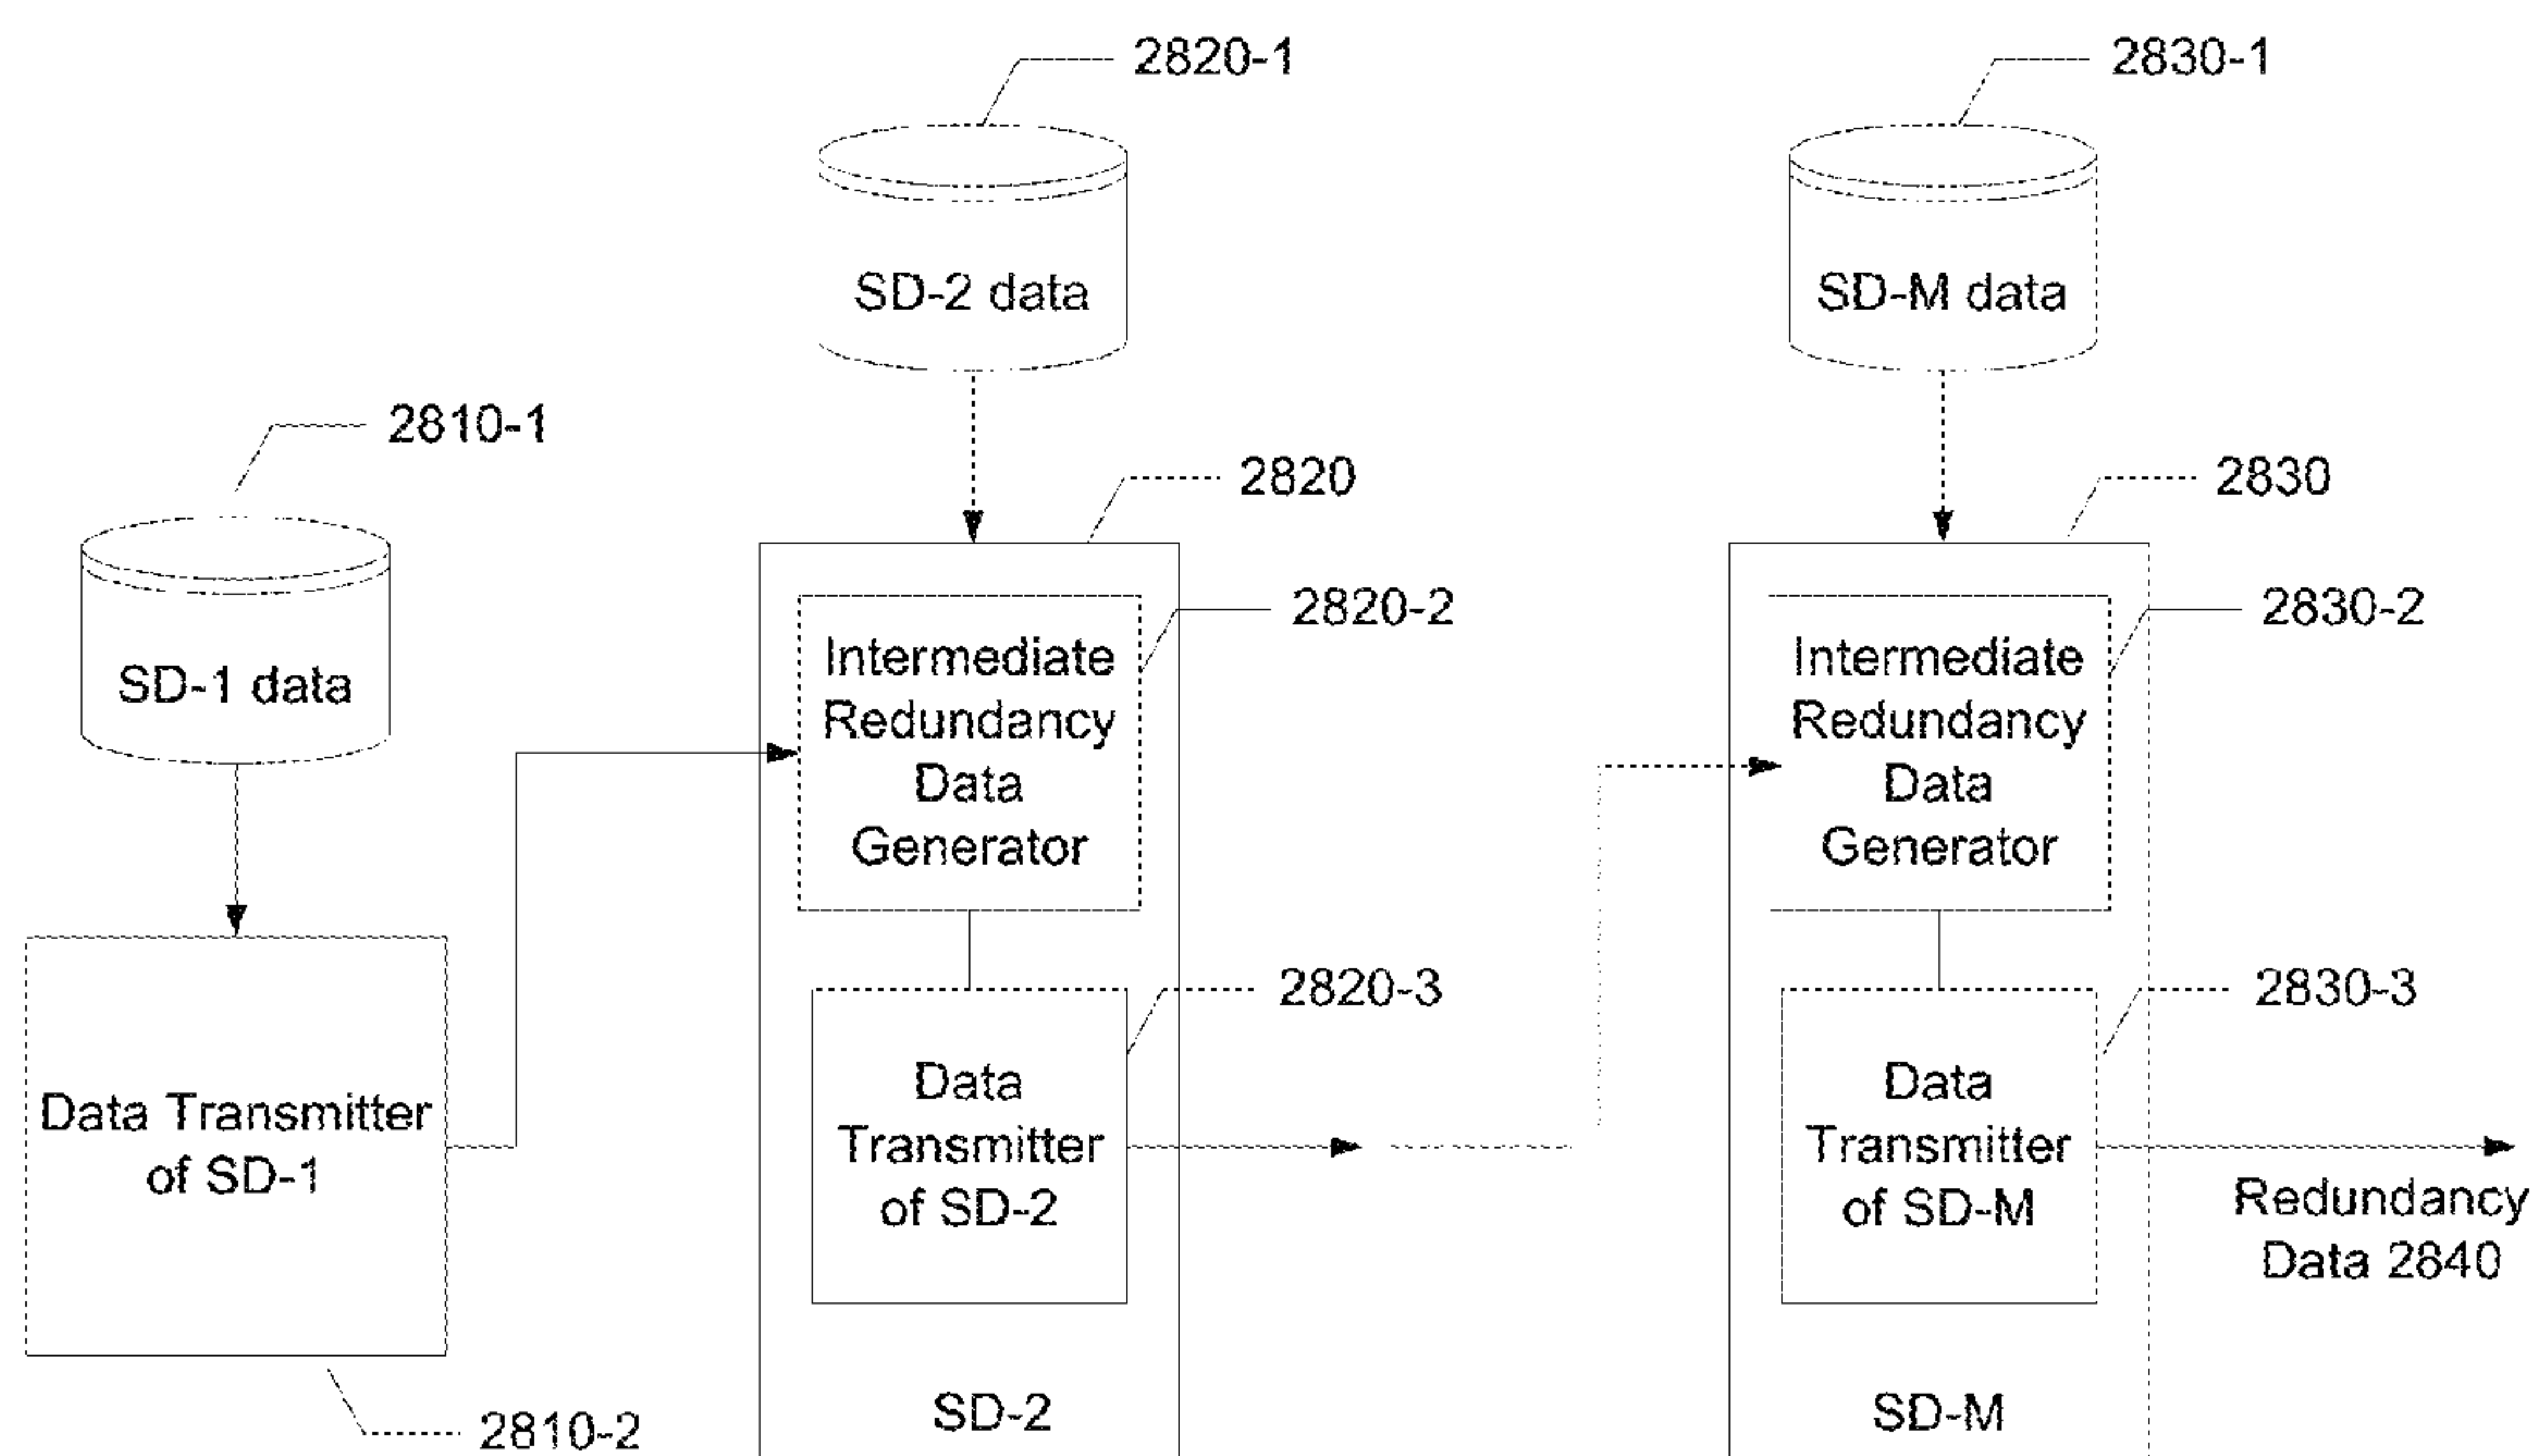 2820-1
2830-1
SD-2 data
SD-M data
2810-1
2820
2830
SD-1 data
2820-2
2830-2
Intermediate
Redundancy
Data
Generator
Intermediate
Redundancy
Data
Generator
2820-3
2830-3
Data Transmitter
of SD-1
Data
Transmitter
of SD-2
Data
Transmitter
of SD-M
Redundancy
Data 2840
2810-2
SD-2
SD-M